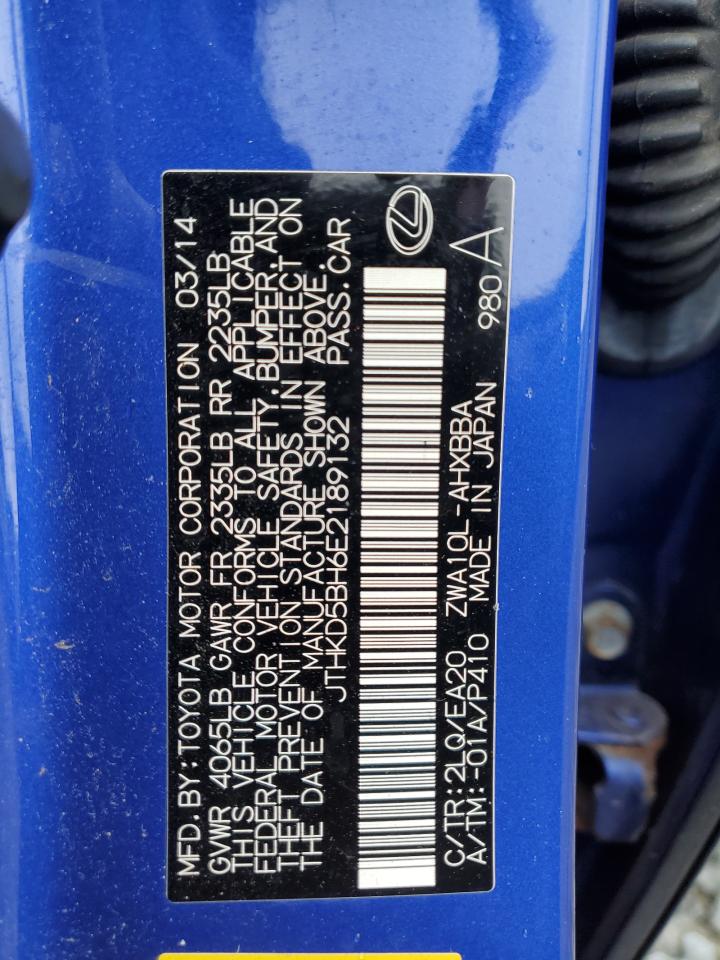 MFD.BY:TOYOTA MOTOR CORPORATION 03/14
GVWR 4065LB GAWR FR 2335LB RR 2235LB
THIS VEHICLE CONFORMS TO ALL APPLICABLE
FEDERAL MOTOR VEHICLE SAFETY,BUMPER,AND
THEFT PREVENTION STANDARDS IN EFFECT ON
THE DATE OF MANUFACTURE SHOWN ABOVE.
JTHKD5BH6E2189132 PASS.CAR
C/TR:2LQ/EA20 ZWA10L-AHXBBA 980A
A/TM:-01A/P410 MADE IN JAPAN